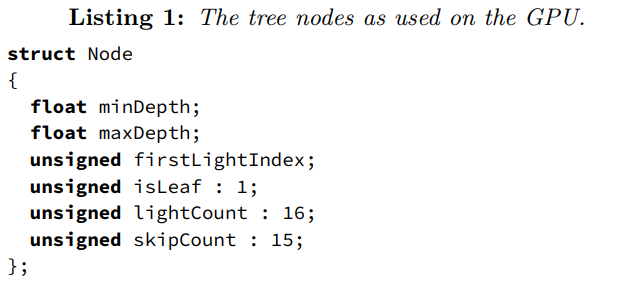 Listing 1: The tree nodes as used on the GPU.
struct Node
{
  float minDepth;
  float maxDepth;
  unsigned firstLightIndex;
  unsigned isLeaf : 1;
  unsigned lightCount : 16;
  unsigned skipCount : 15;
};